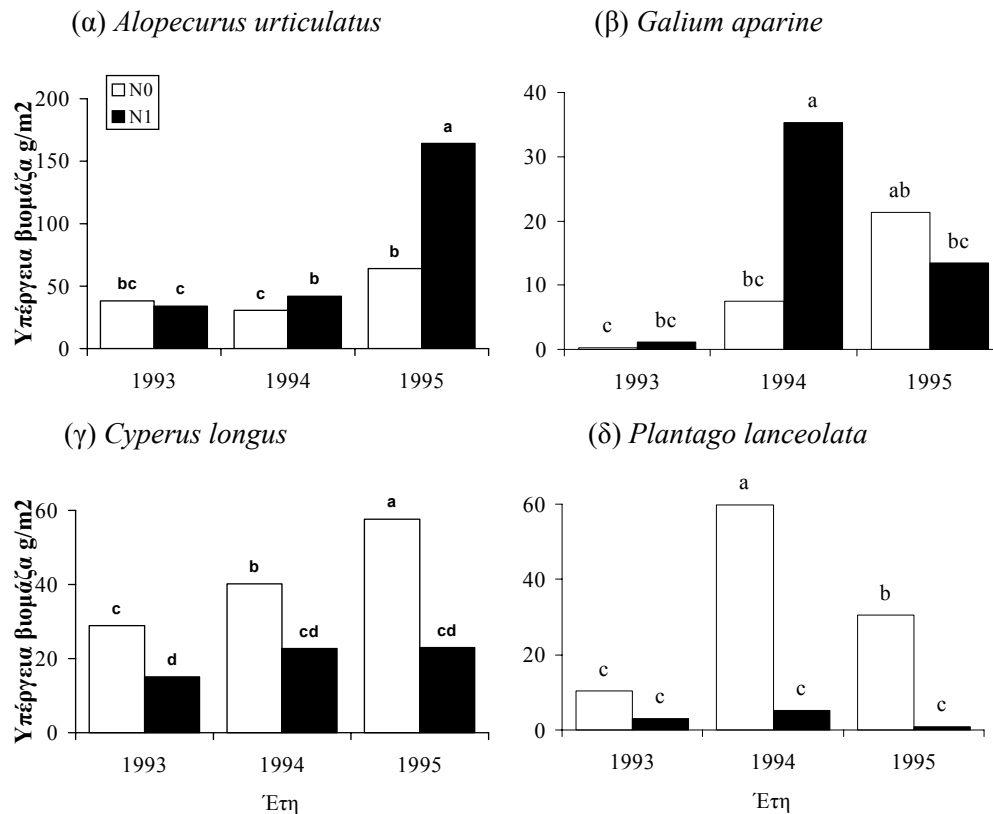 (α) Alopecurus urticulatus
(β) Galium aparine
Υπέργεια βιομάζα g/m2
N0
N1
200
150
100
50
0
bc
c
c
b
b
a
1993
1994
1995
40
30
20
10
0
c
bc
bc
a
ab
bc
1993
1994
1995
(γ) Cyperus longus
(δ) Plantago lanceolata
Υπέργεια βιομάζα g/m2
60
40
20
0
c
d
b
cd
a
cd
1993
1994
1995
Έτη
60
40
20
0
c
c
a
c
b
c
1993
1994
1995
Έτη